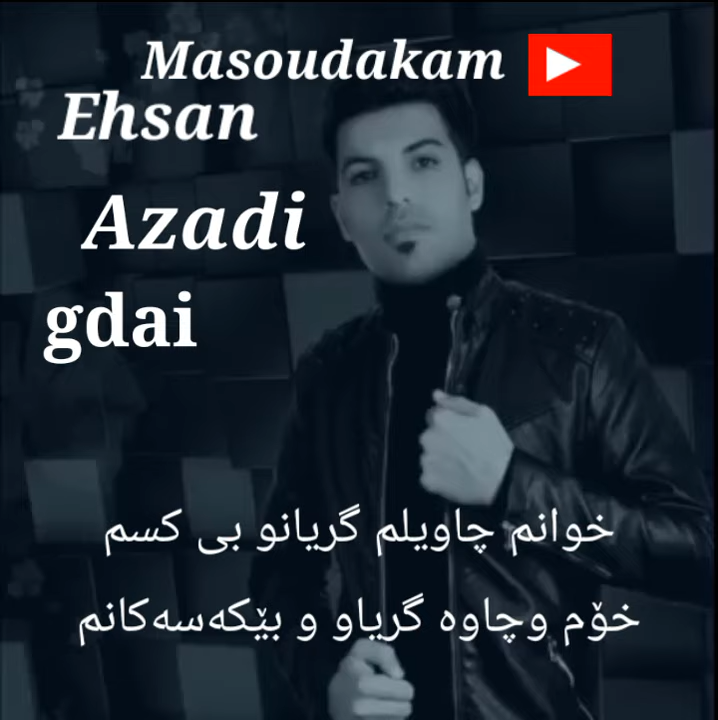 Masoudakam
Ehsan
Azadi
gdai
خوانم چاویلم گریانو بی کسم
خۆم وچاوه گریاو و بێکەسەکانم